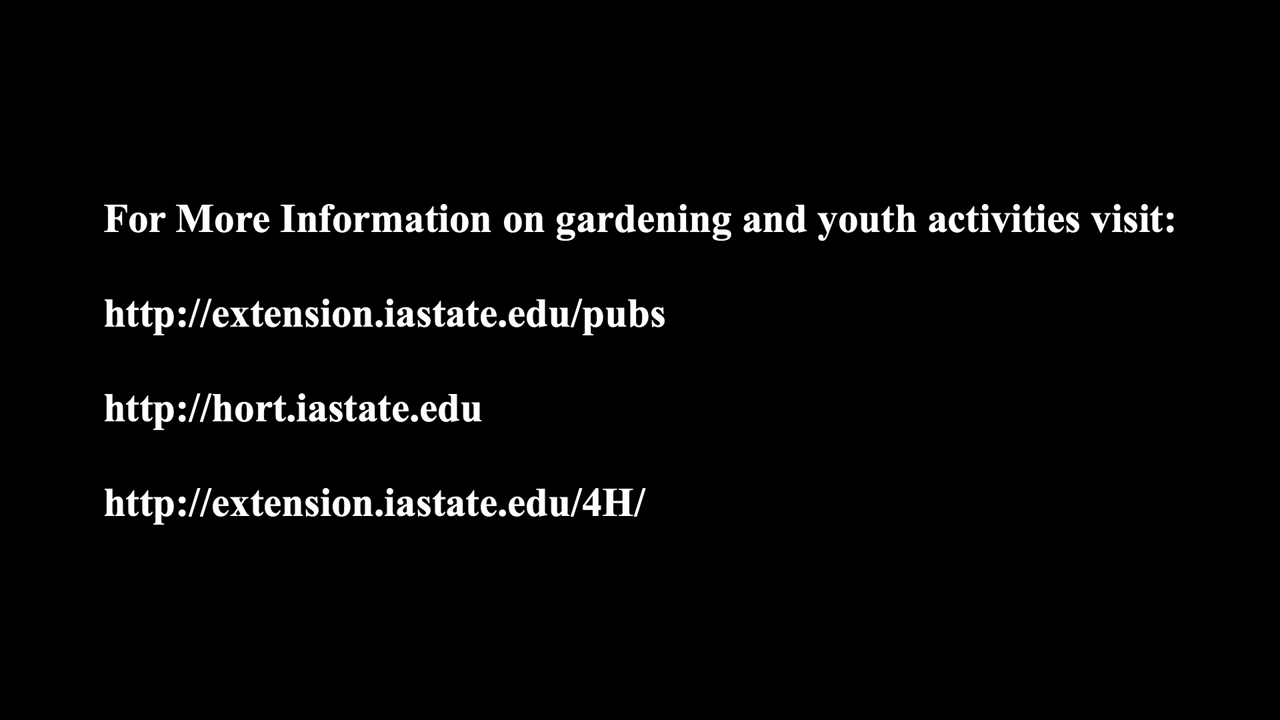 For More Information on gardening and youth activities visit:
http://extension.iastate.edu/pubs
http://hort.iastate.edu
http://extension.iastate.edu/4H/